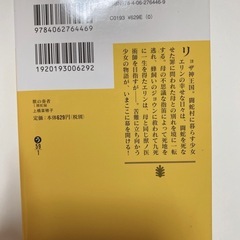 -4-06-276446-9
9784062764469
C0193 ¥629E (0)
1920193006292
リョザ神王国。闘蛇村に暮らす少女
エリンの幸せな日々は、闘蛇を死な
せた罪に問われた母との別れを境に一転
する。母の不思議な指笛によって死地を
逃れ、蜂飼いのジョウンに救われて九死
に一生を得たエリンは、母と同じ獣ノ医
術師を目指すが――。苦難に立ち向かう
少女の物語が、いまここに幕を開ける!
獣の奏者
I 闘蛇編
上橋菜穂子
定価:本体629円(税別)